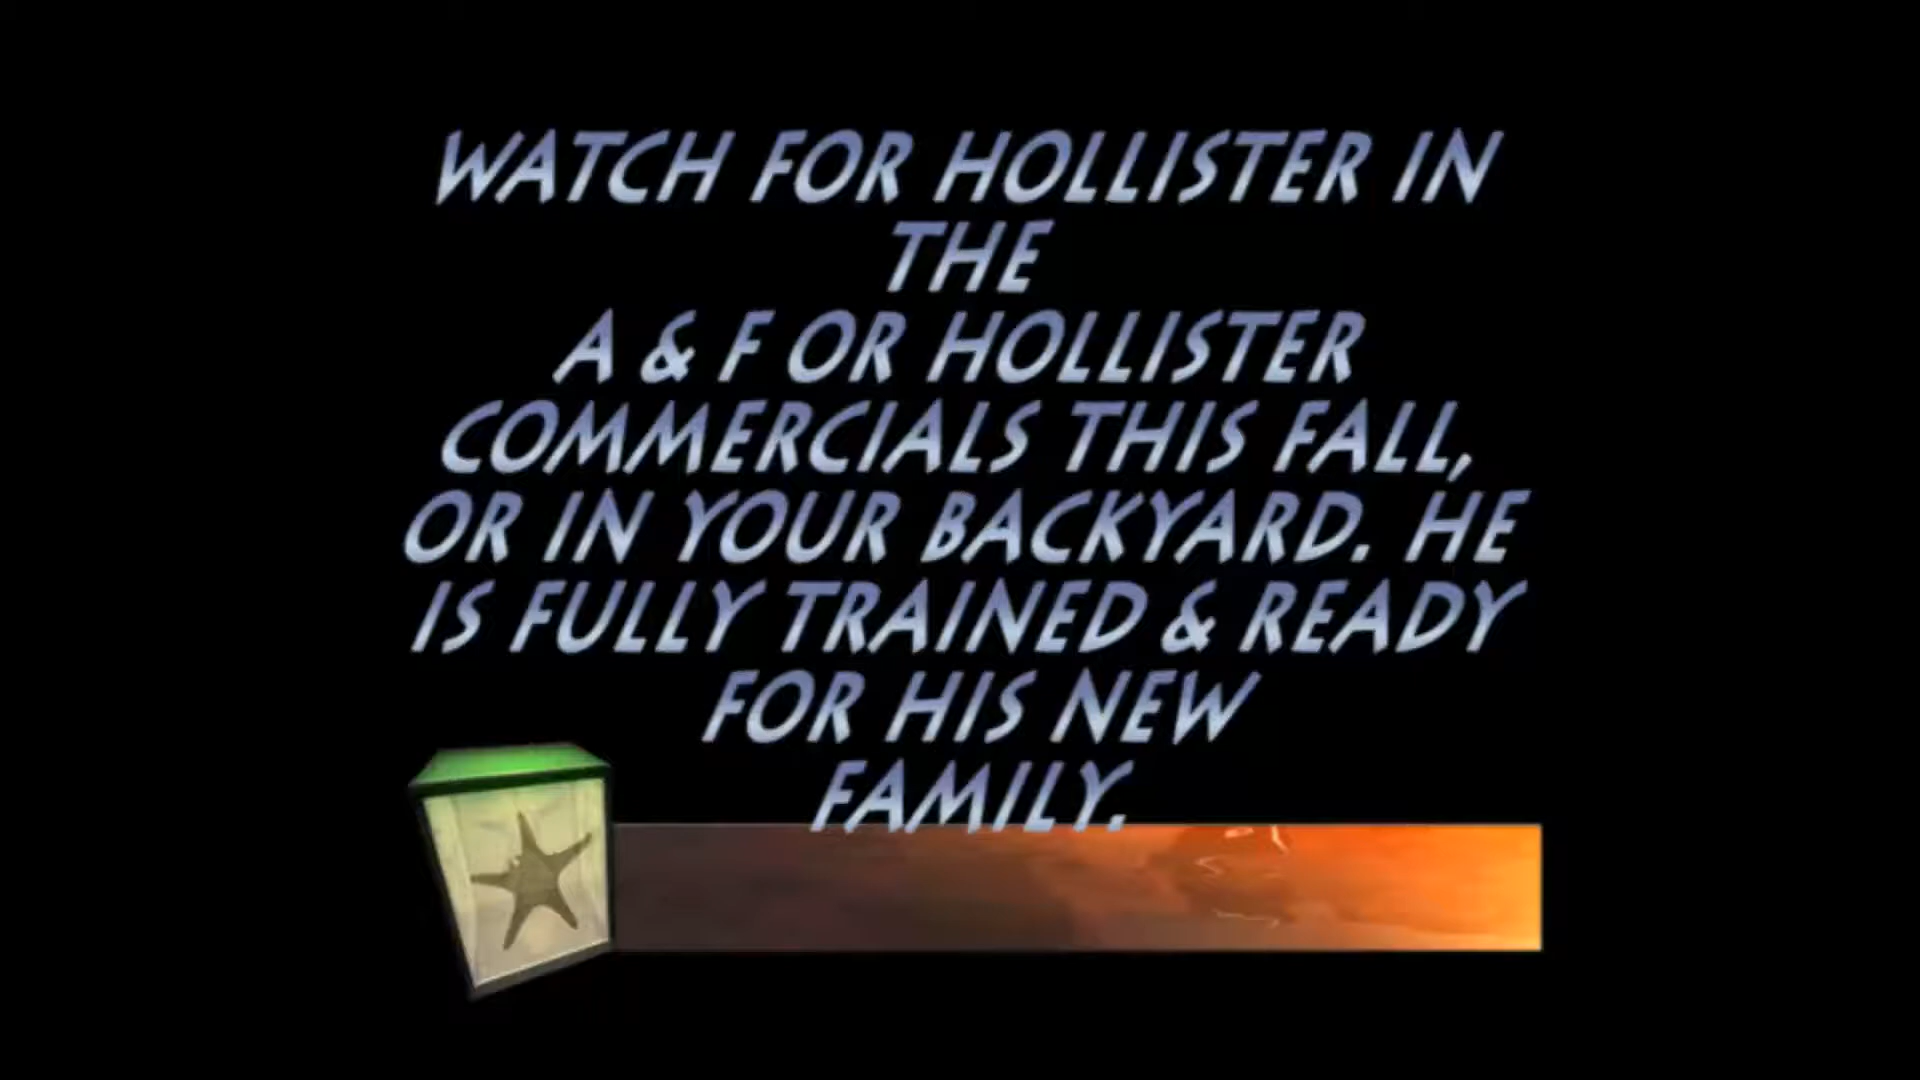 WATCH FOR HOLLISTER IN
THE
A & F OR HOLLISTER
COMMERCIALS THIS FALL,
OR IN YOUR BACKYARD. HE
IS FULLY TRAINED & READY
FOR HIS NEW
FAMILY.